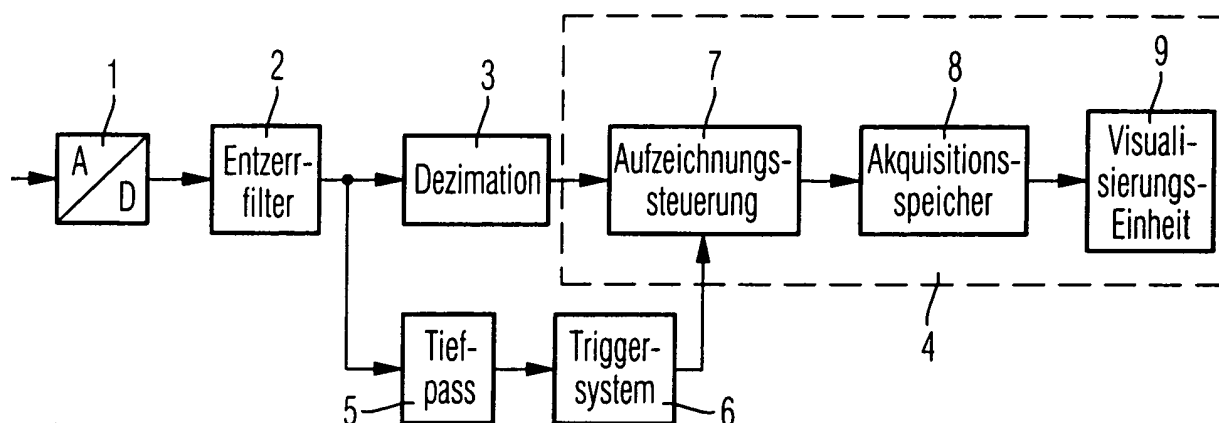 1
2
3
7
8
9
A
D
Entzerr-
filter
Dezimation
Aufzeichnungs-
steuerung
Akquisitions-
speicher
Visuali-
sierungs-
Einheit
4
Tief-
pass
5
Trigger-
system
6